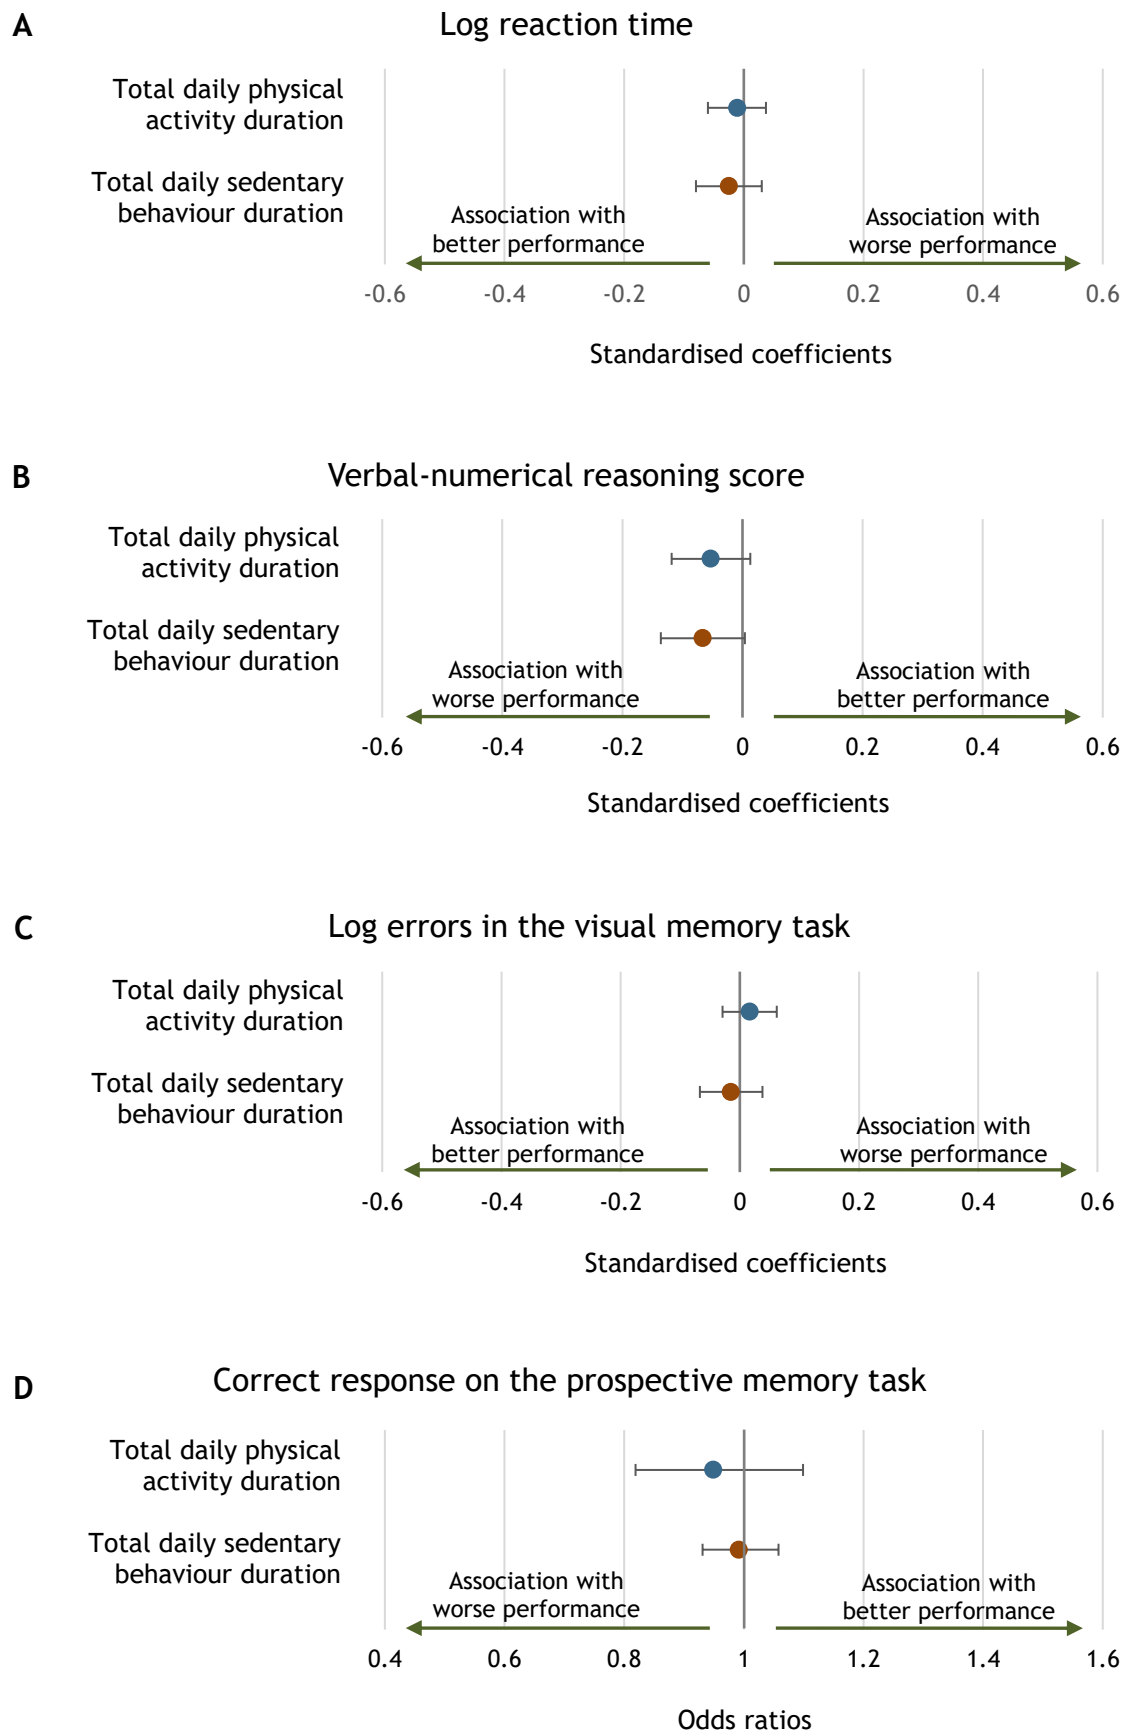 A
Log reaction time
Total daily physical
activity duration
Total daily sedentary
behaviour duration
Association with
better performance
Association with
worse performance
-0.6 -0.4 -0.2 0 0.2 0.4 0.6
Standardised coefficients
B
Verbal-numerical reasoning score
Total daily physical
activity duration
Total daily sedentary
behaviour duration
Association with
worse performance
Association with
better performance
-0.6 -0.4 -0.2 0 0.2 0.4 0.6
Standardised coefficients
C
Log errors in the visual memory task
Total daily physical
activity duration
Total daily sedentary
behaviour duration
Association with
better performance
Association with
worse performance
-0.6 -0.4 -0.2 0 0.2 0.4 0.6
Standardised coefficients
D
Correct response on the prospective memory task
Total daily physical
activity duration
Total daily sedentary
behaviour duration
Association with
worse performance
Association with
better performance
0.4 0.6 0.8 1 1.2 1.4 1.6
Odds ratios